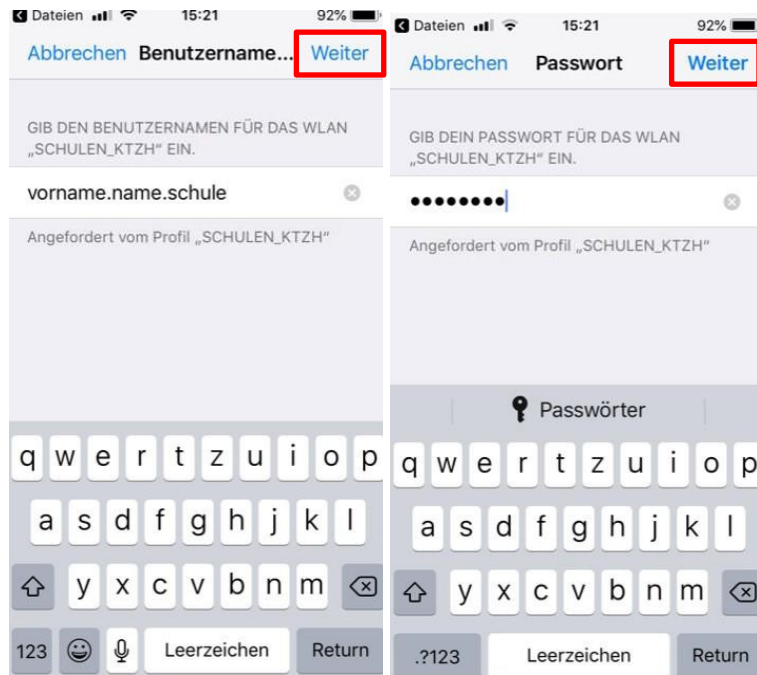 Dateien 15:21 92%
Abbrechen Benutzername... Weiter
GIB DEN BENUTZERNAMEN FÜR DAS WLAN
„SCHULEN_KTZH“ EIN.
vorname.name.schule
Angefordert vom Profil „SCHULEN_KTZH“
q w e r t z u i o p
a s d f g h j k l
y x c v b n m
123 Leerzeichen Return
Dateien 15:21 92%
Abbrechen Passwort Weiter
GIB DEIN PASSWORT FÜR DAS WLAN
„SCHULEN_KTZH“ EIN.
••••••••
Angefordert vom Profil „SCHULEN_KTZH“
Passwörter
q w e r t z u i o p
a s d f g h j k l
y x c v b n m
.?123 Leerzeichen Return